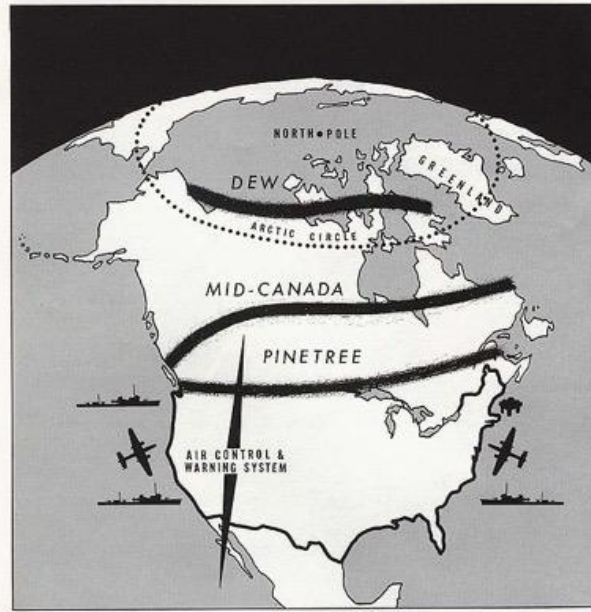 NORTH • POLE
GREENLAND
DEW
ARCTIC CIRCLE
MID-CANADA
PINETREE
AIR CONTROL &
WARNING SYSTEM